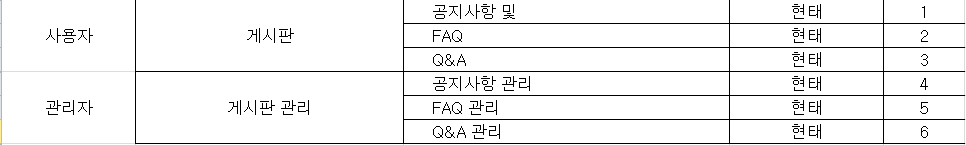 공지사항 및 현태 1
사용자 게시판 FAQ 현태 2
Q&A 현태 3
공지사항 관리 현태 4
관리자 게시판 관리 FAQ 관리 현태 5
Q&A 관리 현태 6